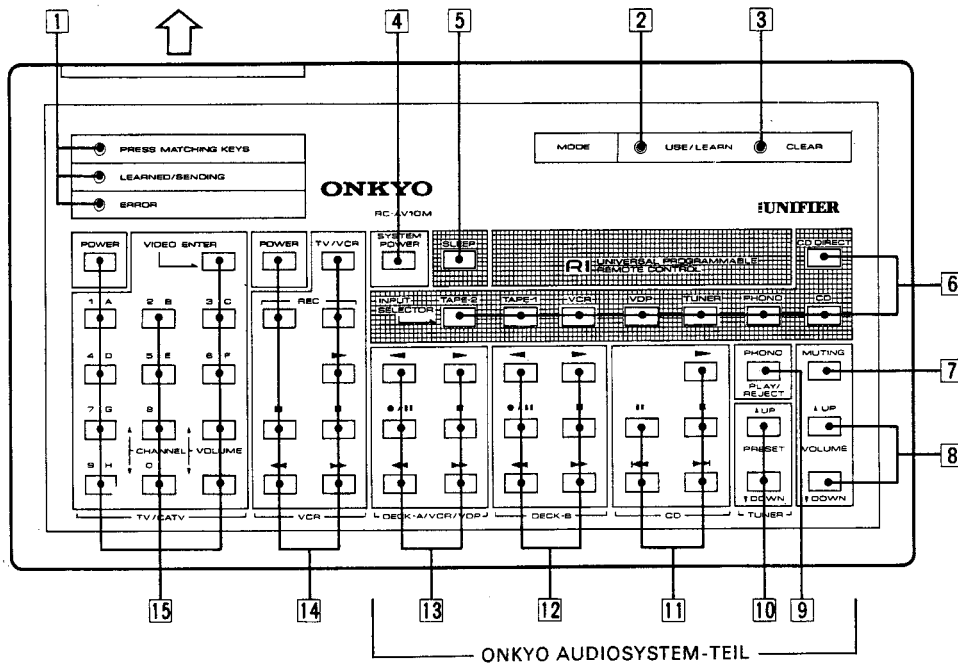 1 4 5 2 3
PRESS MATCHING KEYS
LEARNED/SENDING
ERROR
MODE USE/LEARN CLEAR
ONKYO
RC-AV10M
UNIFIER
POWER VIDEO ENTER POWER TV/VCR SYSTEM POWER SLEEP
RI UNIVERSAL PROGRAMMABLE
REMOTE CONTROL
CD DIRECT
6
1 A 2 B 3 C REC
INPUT SELECTOR TAPE-2 TAPE-1 VCR VDP TUNER PHONO CD
4 D 5 E 6 F
PHONO MUTING
PLAY/
REJECT
7
7 G 8
CHANNEL VOLUME
UP UP
PRESET VOLUME
8
9 H 0
DOWN DOWN
TV/CATV VCR DECK-A/VCR/VDP DECK-B CD TUNER
15 14 13 12 11 10 9
ONKYO AUDIOSYSTEM-TEIL